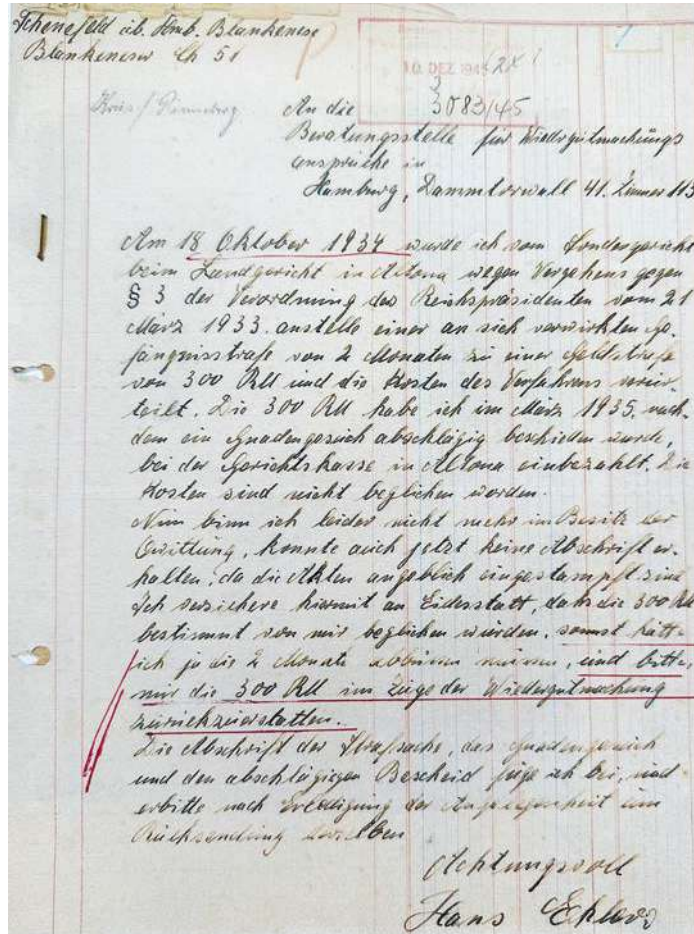 Schenefeld üb. Hmb. Blankenese
Blankeneser Ch 51
10. DEZ. 1945 (2X)
3083/45
Kreis / Pinneberg
An die
Beratungsstelle für Wiedergutmachungs
ansprüche in
Hamburg, Dammtorwall 41. Zimmer 113
Am 18 Oktober 1934 wurde ich vom Sondergericht
beim Landgericht in Altona wegen Vergehens gegen
§ 3 der Verordnung des Reichspräsidenten vom 21
März 1933. anstelle einer an sich verwirkten Ge-
fängnisstrafe von 2 Monaten zu einer Geldstrafe
von 300 RM und die Kosten des Verfahrens verur-
teilt. Die 300 RM habe ich im März 1935, nach-
dem ein Gnadengesuch abschlägig beschieden wurde,
bei der Gerichtskasse in Altona einbezahlt. Die
Kosten sind nicht beglichen worden.
Nun binn ich leider nicht mehr im Besitz der
Quittung, konnte auch jetzt keine Abschrift er-
halten, da die Akten angeblich eingestampft sind
Ich versichere hiermit an Eidesstatt, daß die 300 RM
bestimmt von mir beglichen wurden, sonst hätte
ich ja die 2 Monate abbüssen müssen, und bitte,
mir die 300 RM im Zuge der Wiedergutmachung
zurückzuerstatten.
Die Abschrift der Strafsache, das Gnadengesuch
und den abschlägigen Bescheid füge ich bei, und
erbitte nach Erledigung der Angelegenheit um
Rücksendung derselben
Achtungsvoll
Hans Ehlers